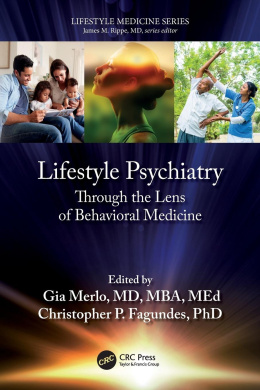 LIFESTYLE MEDICINE SERIES
James M. Rippe, MD, series editor
Lifestyle Psychiatry
Through the Lens
of Behavioral Medicine
Edited by
Gia Merlo, MD, MBA, MEd
Christopher P. Fagundes, PhD
CRC
CRC Press
Taylor & Francis Group